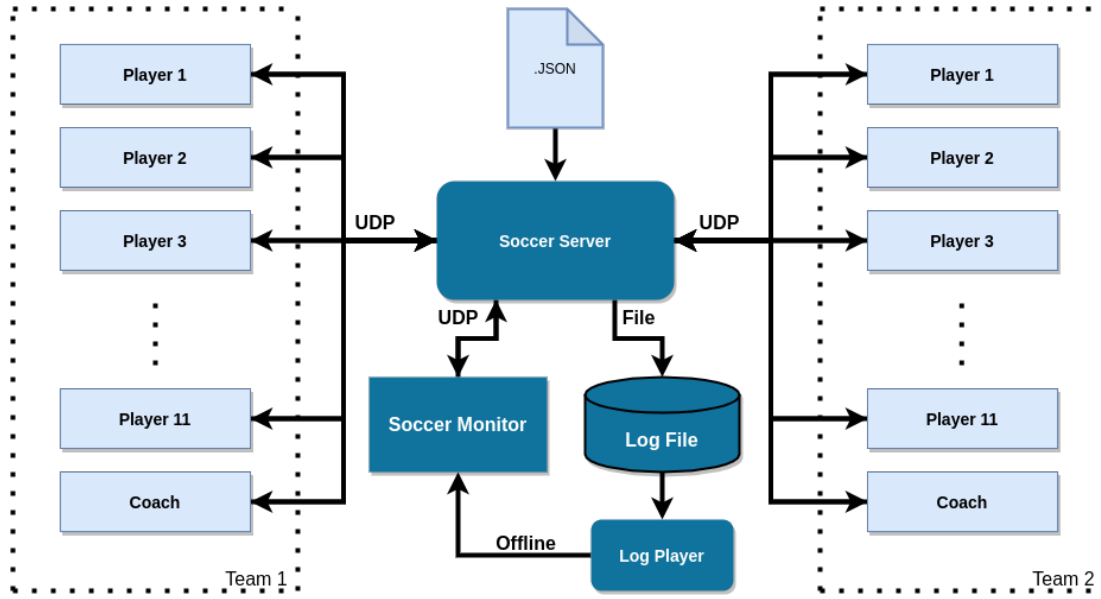 Player 1
Player 2
Player 3
Player 11
Coach
Team 1
.JSON
UDP
Soccer Server
UDP
UDP
File
Soccer Monitor
Log File
Offline
Log Player
Player 1
Player 2
Player 3
Player 11
Coach
Team 2